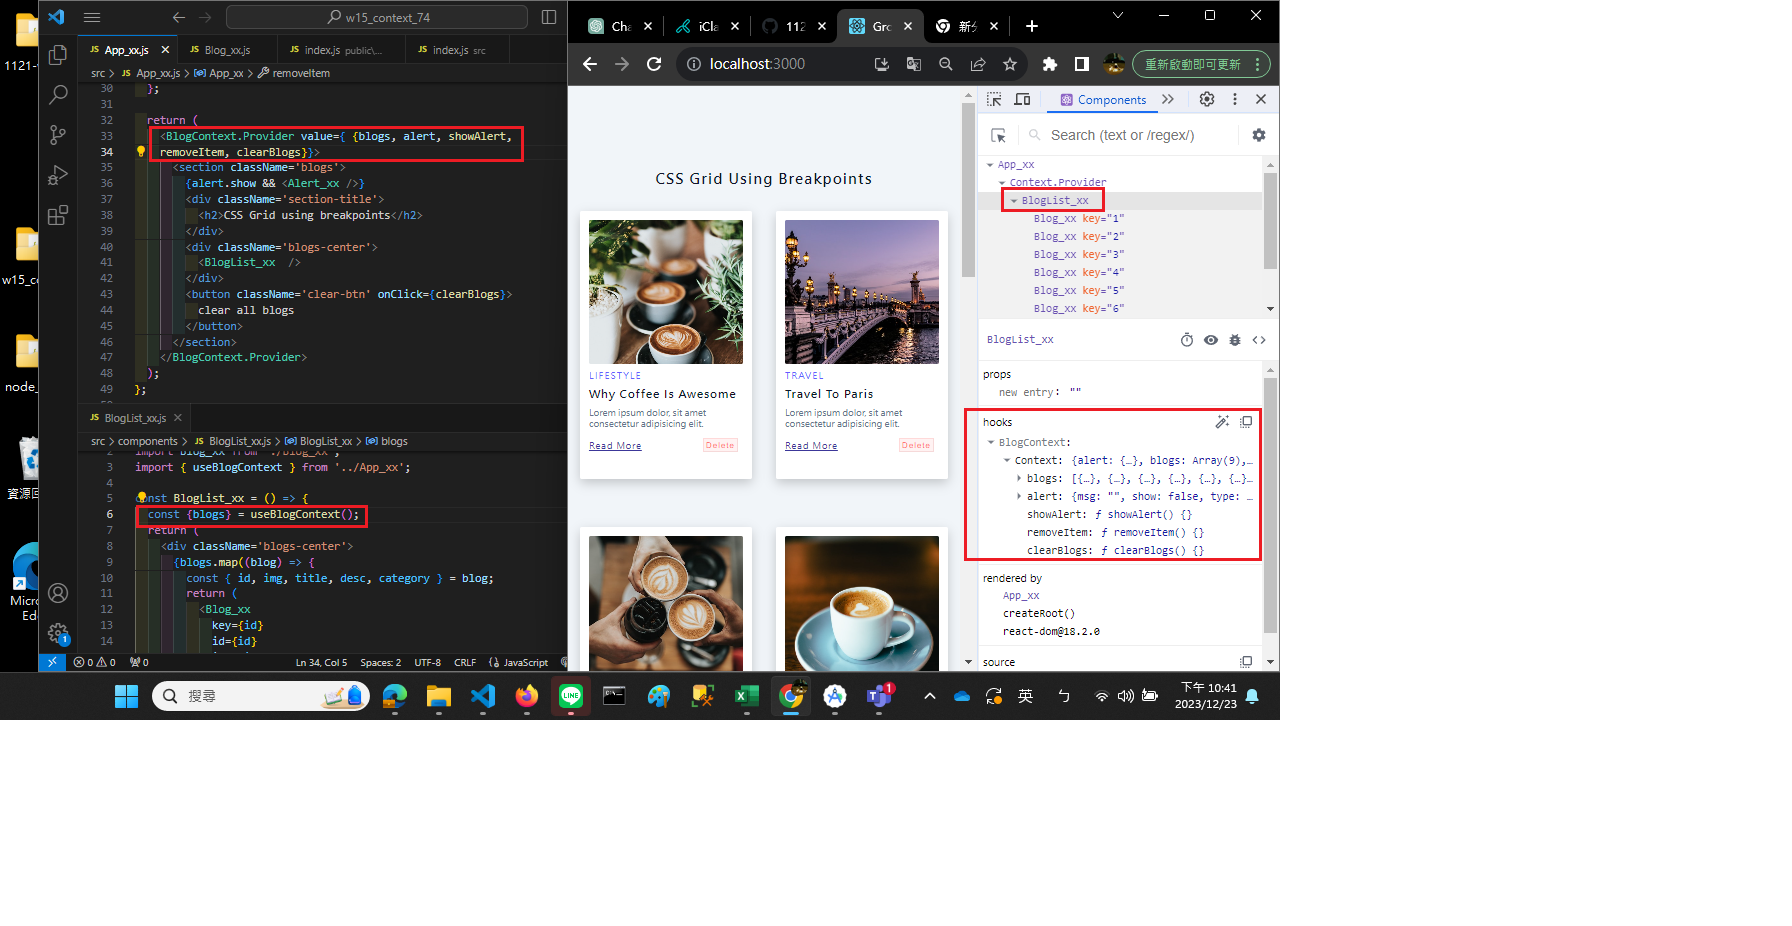 1121-
w15_co
node_
資源回
Micro
Ed
w15_context_74
JS App_xx.js
JS Blog_xx.js
JS index.js public\...
JS index.js src
src > JS App_xx.js > App_xx > removeItem
30 };
31
32 return (
33 <BlogContext.Provider value={ {blogs, alert, showAlert,
34 removeItem, clearBlogs}}>
35 <section className='blogs'>
36 {alert.show && <Alert_xx />}
37 <div className='section-title'>
38 <h2>CSS Grid using breakpoints</h2>
39 </div>
40 <div className='blogs-center'>
41 <BlogList_xx />
42 </div>
43 <button className='clear-btn' onClick={clearBlogs}>
44 clear all blogs
45 </button>
46 </section>
47 </BlogContext.Provider>
48 );
49 };
JS BlogList_xx.js
src > components > JS BlogList_xx.js > BlogList_xx > blogs
2 import Blog_xx from './Blog_xx';
3 import { useBlogContext } from '../App_xx';
4
5 const BlogList_xx = () => {
6 const {blogs} = useBlogContext();
7 return (
8 <div className='blogs-center'>
9 {blogs.map((blog) => {
10 const { id, img, title, desc, category } = blog;
11 return (
12 <Blog_xx
13 key={id}
14 id={id}
0 0 0
Ln 34, Col 5 Spaces: 2 UTF-8 CRLF JavaScript
Cha
iCla
112
Gro
新分
localhost:3000
重新啟動即可更新
CSS Grid Using Breakpoints
LIFESTYLE
Why Coffee Is Awesome
Lorem ipsum dolor, sit amet
consectetur adipisicing elit.
Read More
Delete
TRAVEL
Travel To Paris
Lorem ipsum dolor, sit amet
consectetur adipisicing elit.
Read More
Delete
Components
Search (text or /regex/)
App_xx
Context.Provider
BlogList_xx
Blog_xx key="1"
Blog_xx key="2"
Blog_xx key="3"
Blog_xx key="4"
Blog_xx key="5"
Blog_xx key="6"
BlogList_xx
props
new entry: ""
hooks
BlogContext:
Context: {alert: {…}, blogs: Array(9),…
blogs: [{…}, {…}, {…}, {…}, {…}, {…}…
alert: {msg: "", show: false, type: …
showAlert: ƒ showAlert() {}
removeItem: ƒ removeItem() {}
clearBlogs: ƒ clearBlogs() {}
rendered by
App_xx
createRoot()
react-dom@18.2.0
source
搜尋
LINE
1
英
ㄅ
下午 10:41
2023/12/23